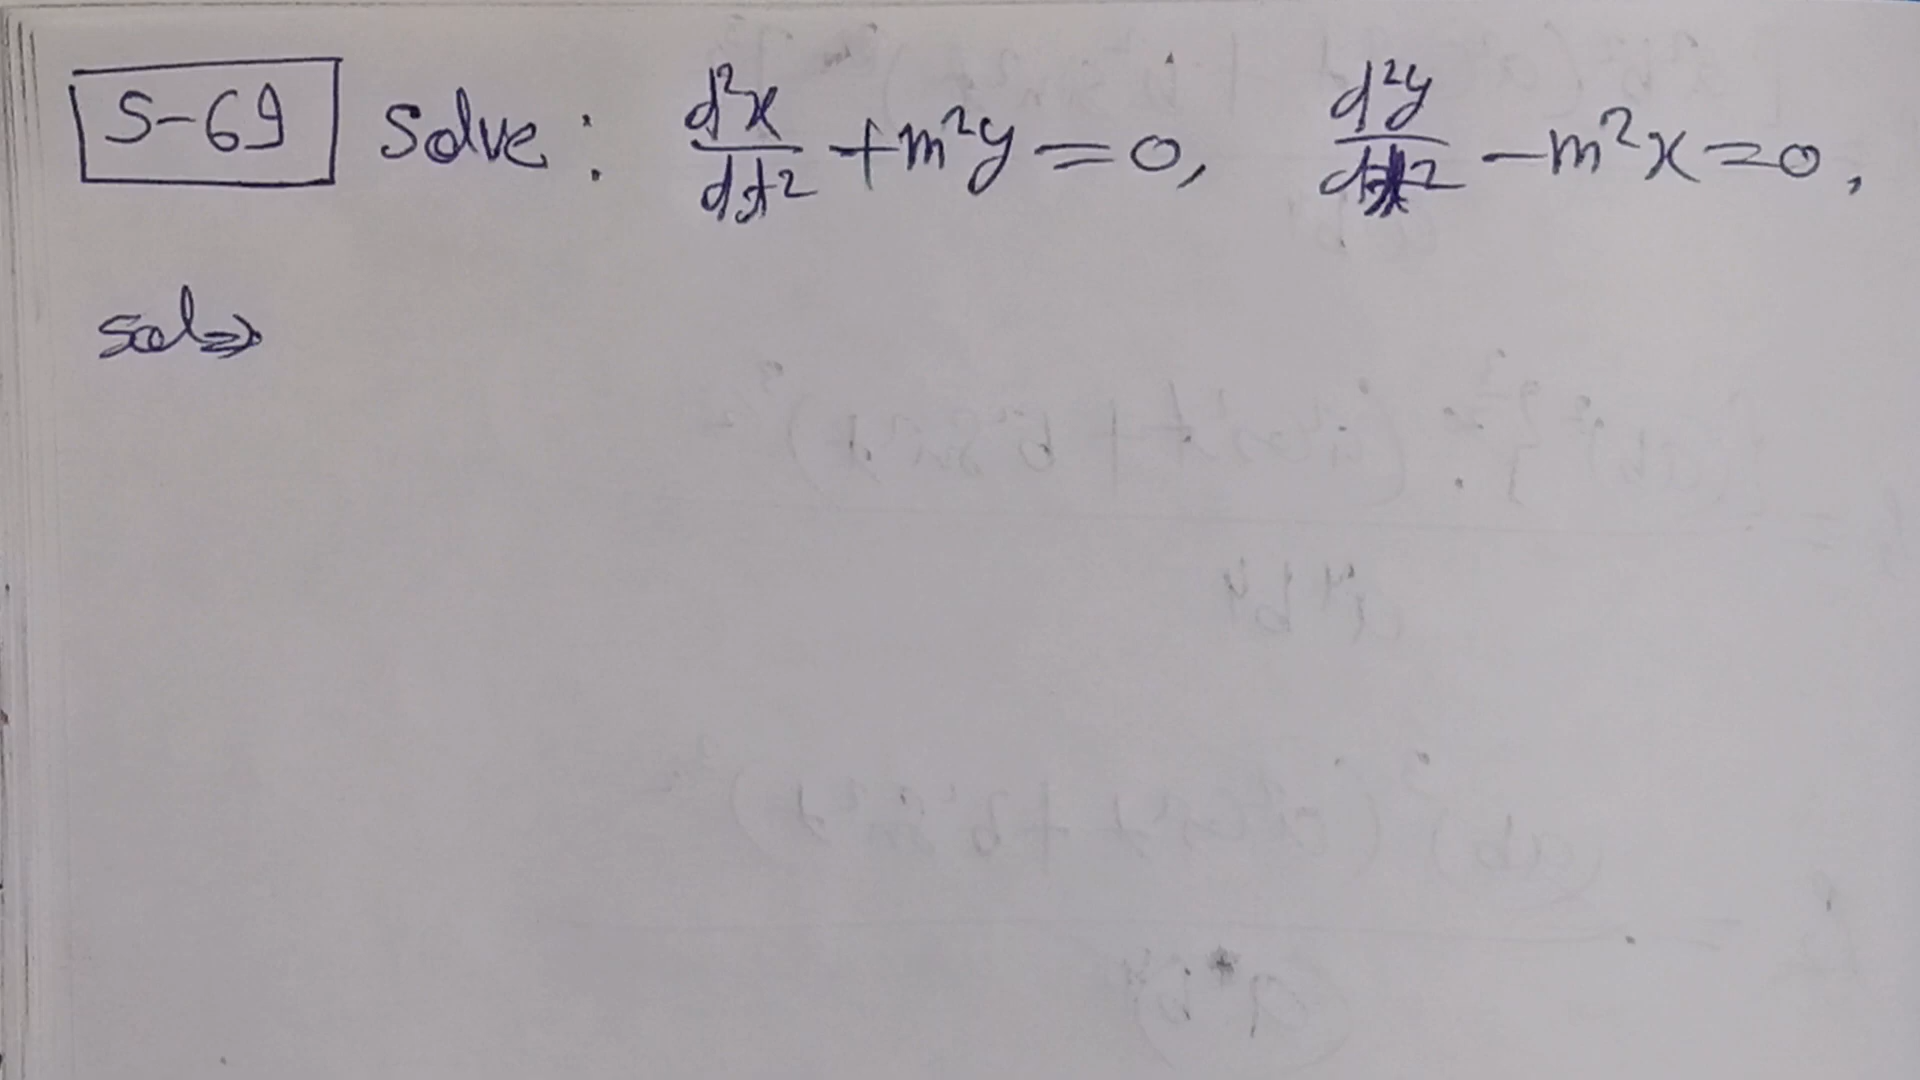 S-69 Solve: d²x/dt² + m²y = 0, d²y/dt² - m²x = 0,
sol⇒